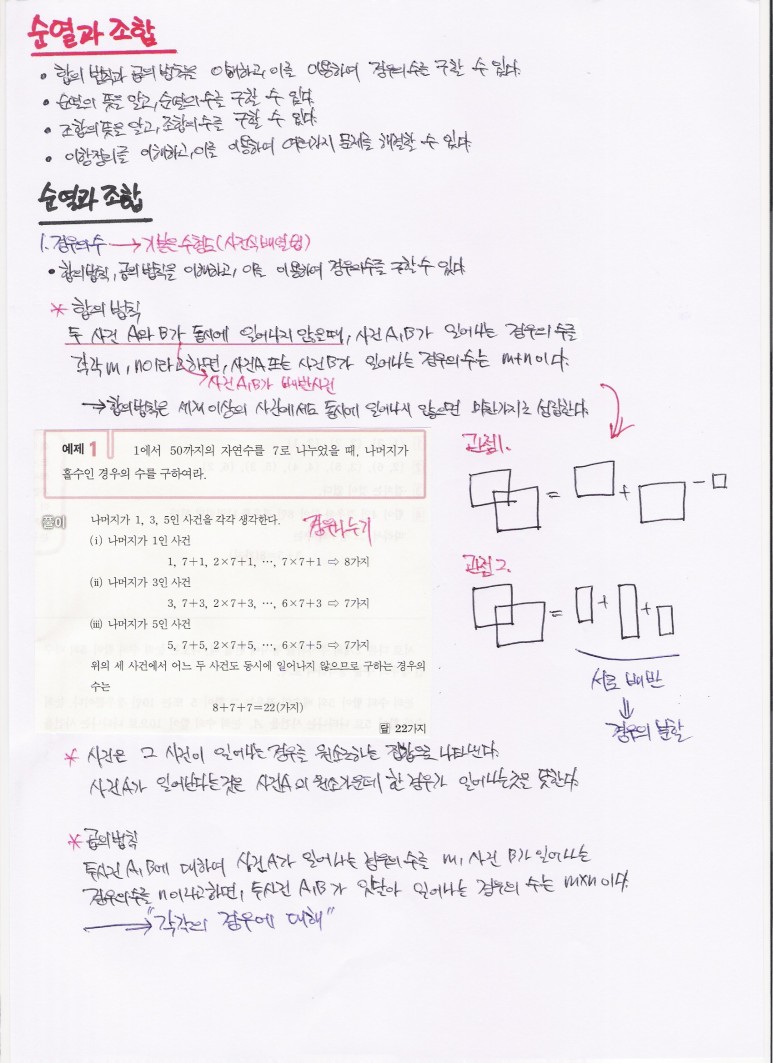 순열과 조합
• 합의 법칙과 곱의 법칙을 이해하고, 이를 이용하여 경우의 수를 구할 수 있다.
• 순열의 뜻을 알고, 순열의 수를 구할 수 있다.
• 조합의 뜻을 알고, 조합의 수를 구할 수 있다.
• 이항정리를 이해하고, 이를 이용하여 여러가지 문제를 해결할 수 있다.
순열과 조합
1. 경우의 수 → 기본은 수형도(사전식 배열법)
• 합의법칙, 곱의법칙을 이해하고, 이를 이용하여 경우의수를 구할 수 있다.
* 합의 법칙
두 사건 A와 B가 동시에 일어나지 않을때, 사건 A, B가 일어나는 경우의 수를
각각 m, n이라고하면, 사건A 또는 사건 B가 일어나는 경우의 수는 m+n이다.
→ 사건 A, B가 배반사건
→ 합의법칙은 세개 이상의 사건에서도 동시에 일어나지 않으면 마찬가지로 성립한다.
예제 1 1에서 50까지의 자연수를 7로 나누었을 때, 나머지가
홀수인 경우의 수를 구하여라.
풀이 나머지가 1, 3, 5인 사건을 각각 생각한다.
경우나누기
(i) 나머지가 1인 사건
1, 7+1, 2×7+1, …, 7×7+1 ⇨ 8가지
(ii) 나머지가 3인 사건
3, 7+3, 2×7+3, …, 6×7+3 ⇨ 7가지
(iii) 나머지가 5인 사건
5, 7+5, 2×7+5, …, 6×7+5 ⇨ 7가지
위의 세 사건에서 어느 두 사건도 동시에 일어나지 않으므로 구하는 경우의
수는
8+7+7=22(가지)
답 22가지
관점1.
= + −
관점2.
= + +
서로 배반
⇓
경우의 분할
* 사건은 그 사건이 일어나는 경우를 원소로하는 집합으로 나타낸다.
사건A가 일어난다는것은 사건A의 원소가운데 한 경우가 일어나는것을 뜻한다.
* 곱의법칙
두사건 A, B에 대하여 사건A가 일어나는 경우의수를 m, 사건 B가 일어나는
경우의수를 n이라고하면, 두사건 A, B가 잇달아 일어나는 경우의 수는 m×n이다.
→ "각각의 경우에 대해"